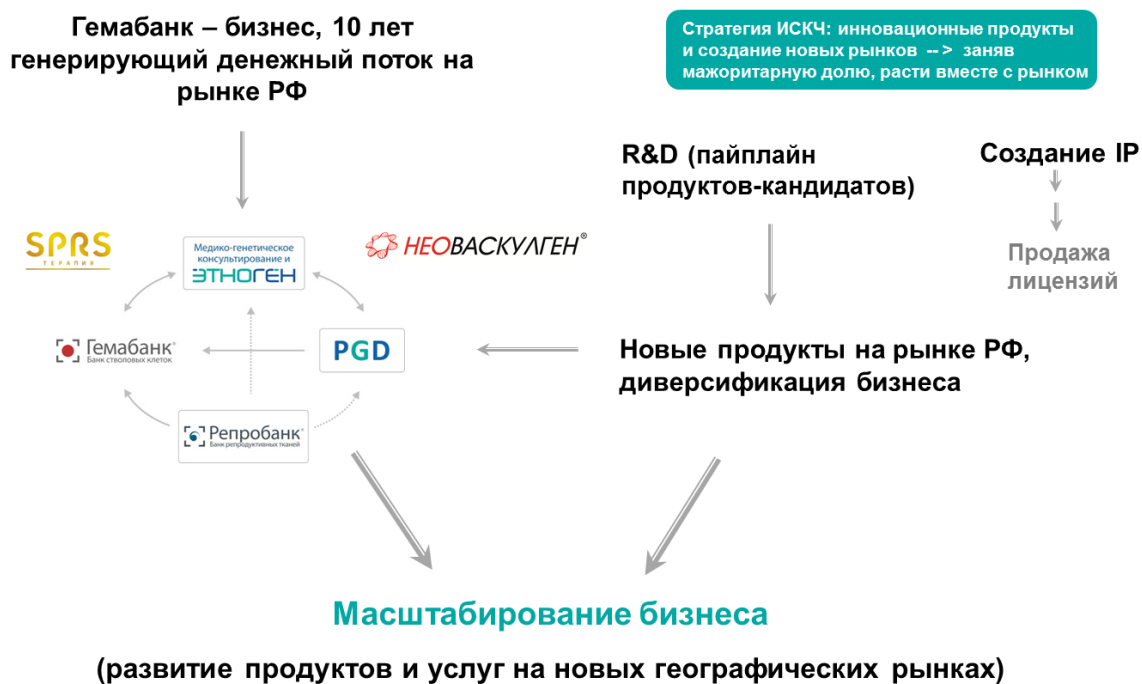 Гемабанк – бизнес, 10 лет
генерирующий денежный поток на
рынке РФ
Стратегия ИСКЧ: инновационные продукты
и создание новых рынков --> заняв
мажоритарную долю, расти вместе с рынком
R&D (пайплайн
продуктов-кандидатов)
Создание IP
Продажа
лицензий
SPRS
ТЕРАПИЯ
Медико-генетическое
консультирование и
ЭТНОГЕН
НЕОВАСКУЛГЕН®
Гемабанк®
Банк стволовых клеток
PGD
Репробанк®
Банк репродуктивных тканей
Новые продукты на рынке РФ,
диверсификация бизнеса
Масштабирование бизнеса
(развитие продуктов и услуг на новых географических рынках)